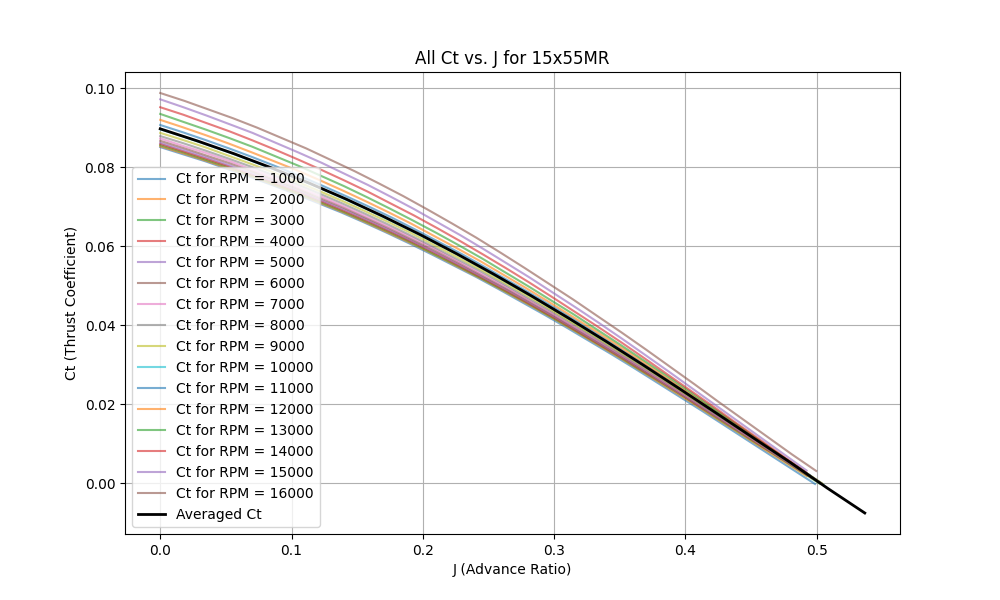 All Ct vs. J for 15x55MR
Ct (Thrust Coefficient)
0.10
0.08
0.06
0.04
0.02
0.00
Ct for RPM = 1000
Ct for RPM = 2000
Ct for RPM = 3000
Ct for RPM = 4000
Ct for RPM = 5000
Ct for RPM = 6000
Ct for RPM = 7000
Ct for RPM = 8000
Ct for RPM = 9000
Ct for RPM = 10000
Ct for RPM = 11000
Ct for RPM = 12000
Ct for RPM = 13000
Ct for RPM = 14000
Ct for RPM = 15000
Ct for RPM = 16000
Averaged Ct
0.0 0.1 0.2 0.3 0.4 0.5
J (Advance Ratio)